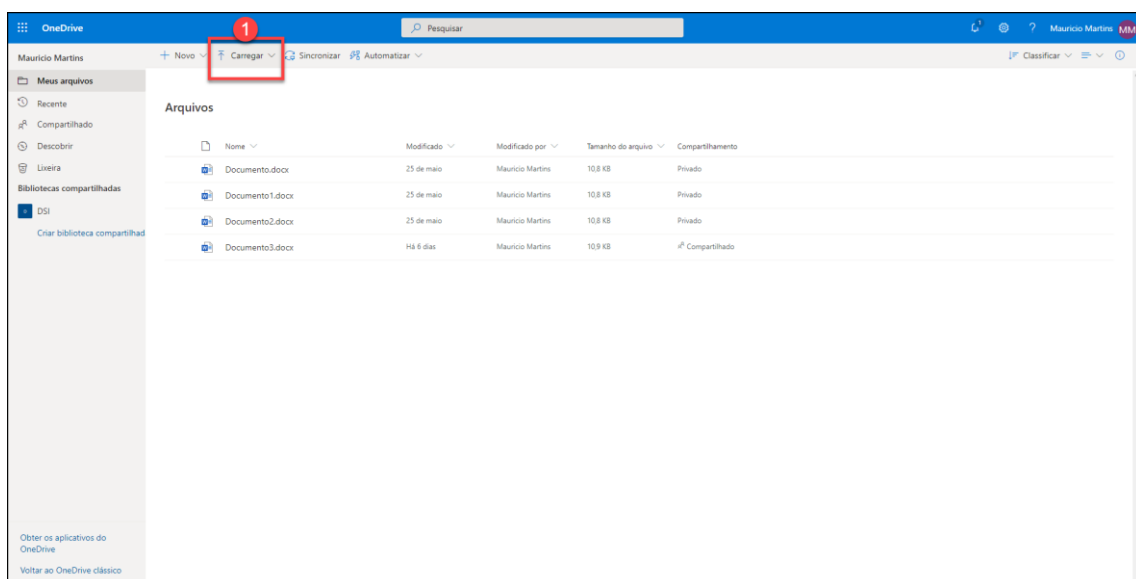 OneDrive
Pesquisar
1
? Mauricio Martins MM
Mauricio Martins
+ Novo Carregar Sincronizar Automatizar
Classificar
Meus arquivos
Recente
Compartilhado
Descobrir
Lixeira
Bibliotecas compartilhadas
DSI
Criar biblioteca compartilhad
Obter os aplicativos do
OneDrive
Voltar ao OneDrive clássico
1
Arquivos
Nome Modificado Modificado por Tamanho do arquivo Compartilhamento
Documento.docx 25 de maio Mauricio Martins 10,8 KB Privado
Documento1.docx 25 de maio Mauricio Martins 10,8 KB Privado
Documento2.docx 25 de maio Mauricio Martins 10,8 KB Privado
Documento3.docx Há 6 dias Mauricio Martins 10,9 KB Compartilhado